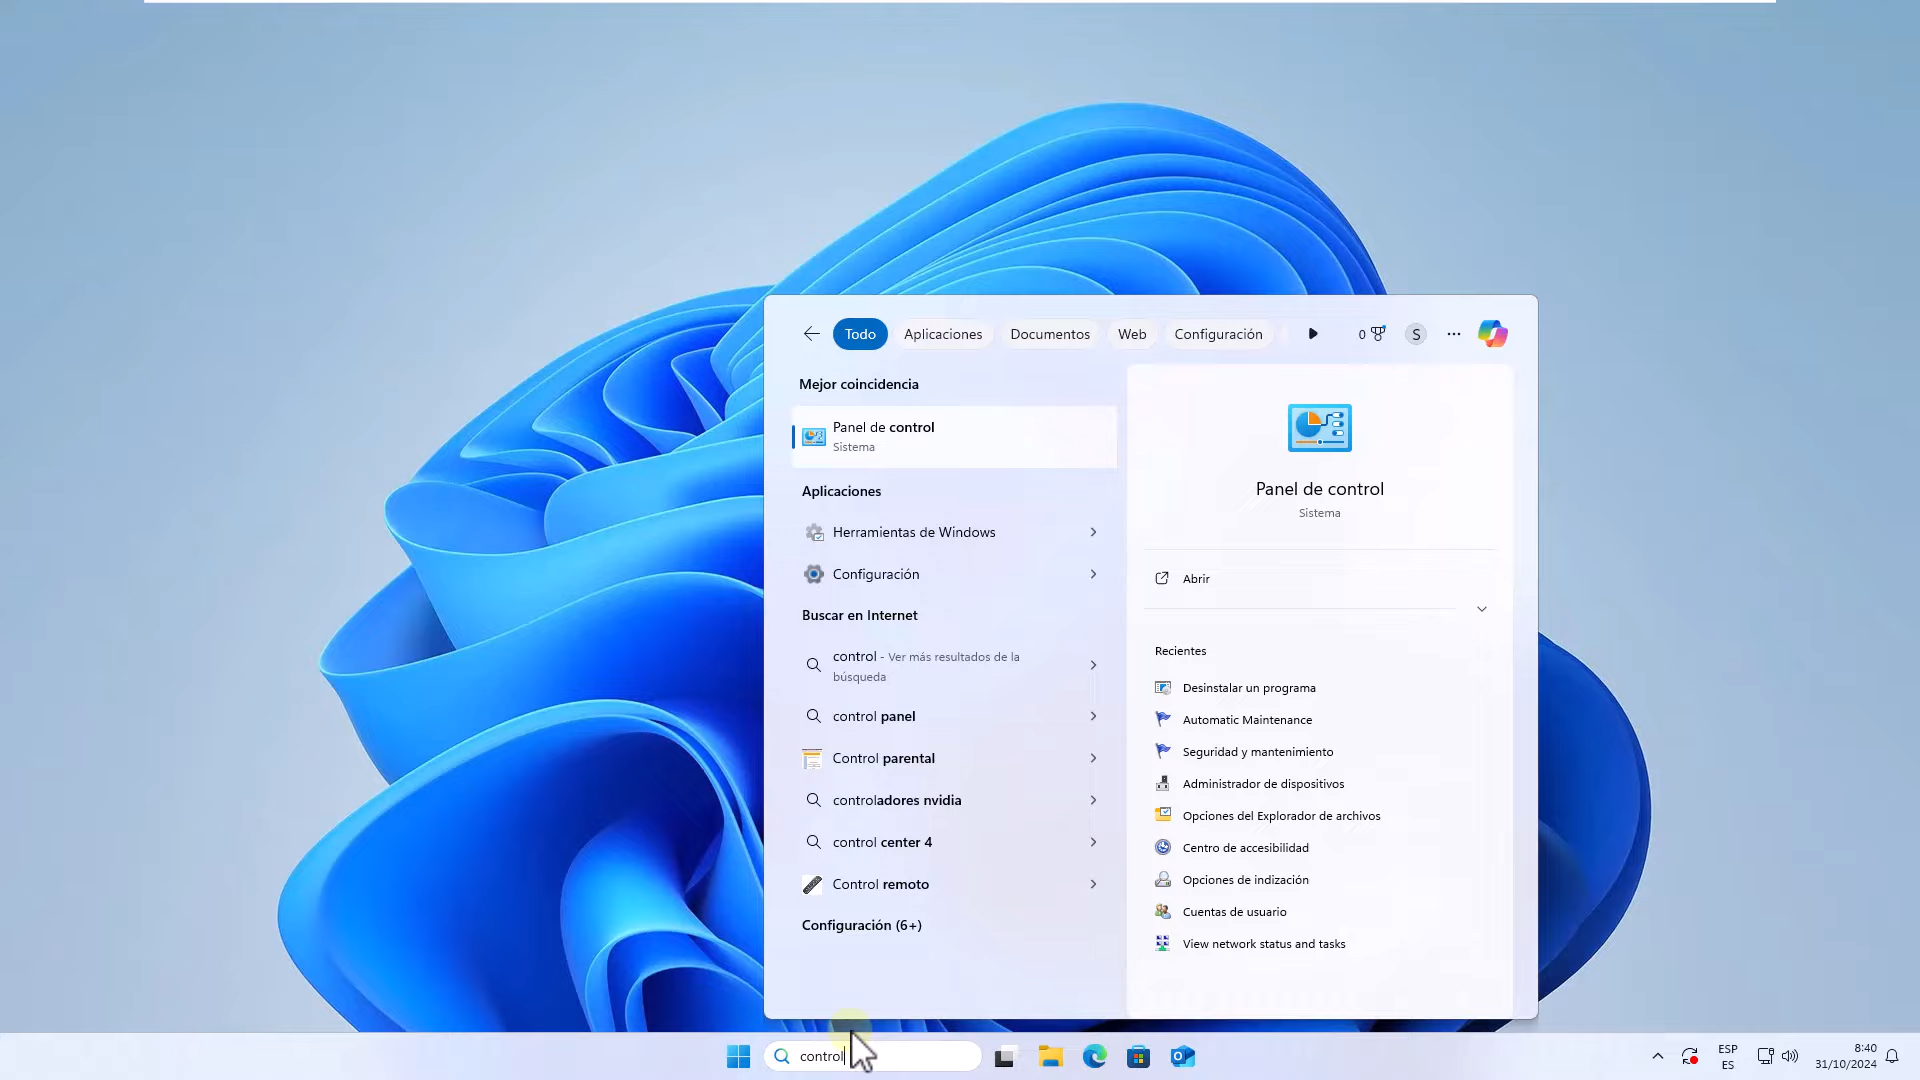 Todo Aplicaciones Documentos Web Configuración 0 S
Mejor coincidencia
Panel de control
Sistema
Aplicaciones
Herramientas de Windows
Configuración
Buscar en Internet
control - Ver más resultados de la
búsqueda
control panel
Control parental
controladores nvidia
control center 4
Control remoto
Configuración (6+)
Panel de control
Sistema
Abrir
Recientes
Desinstalar un programa
Automatic Maintenance
Seguridad y mantenimiento
Administrador de dispositivos
Opciones del Explorador de archivos
Centro de accesibilidad
Opciones de indización
Cuentas de usuario
View network status and tasks
control
ESP
ES
8:40
31/10/2024